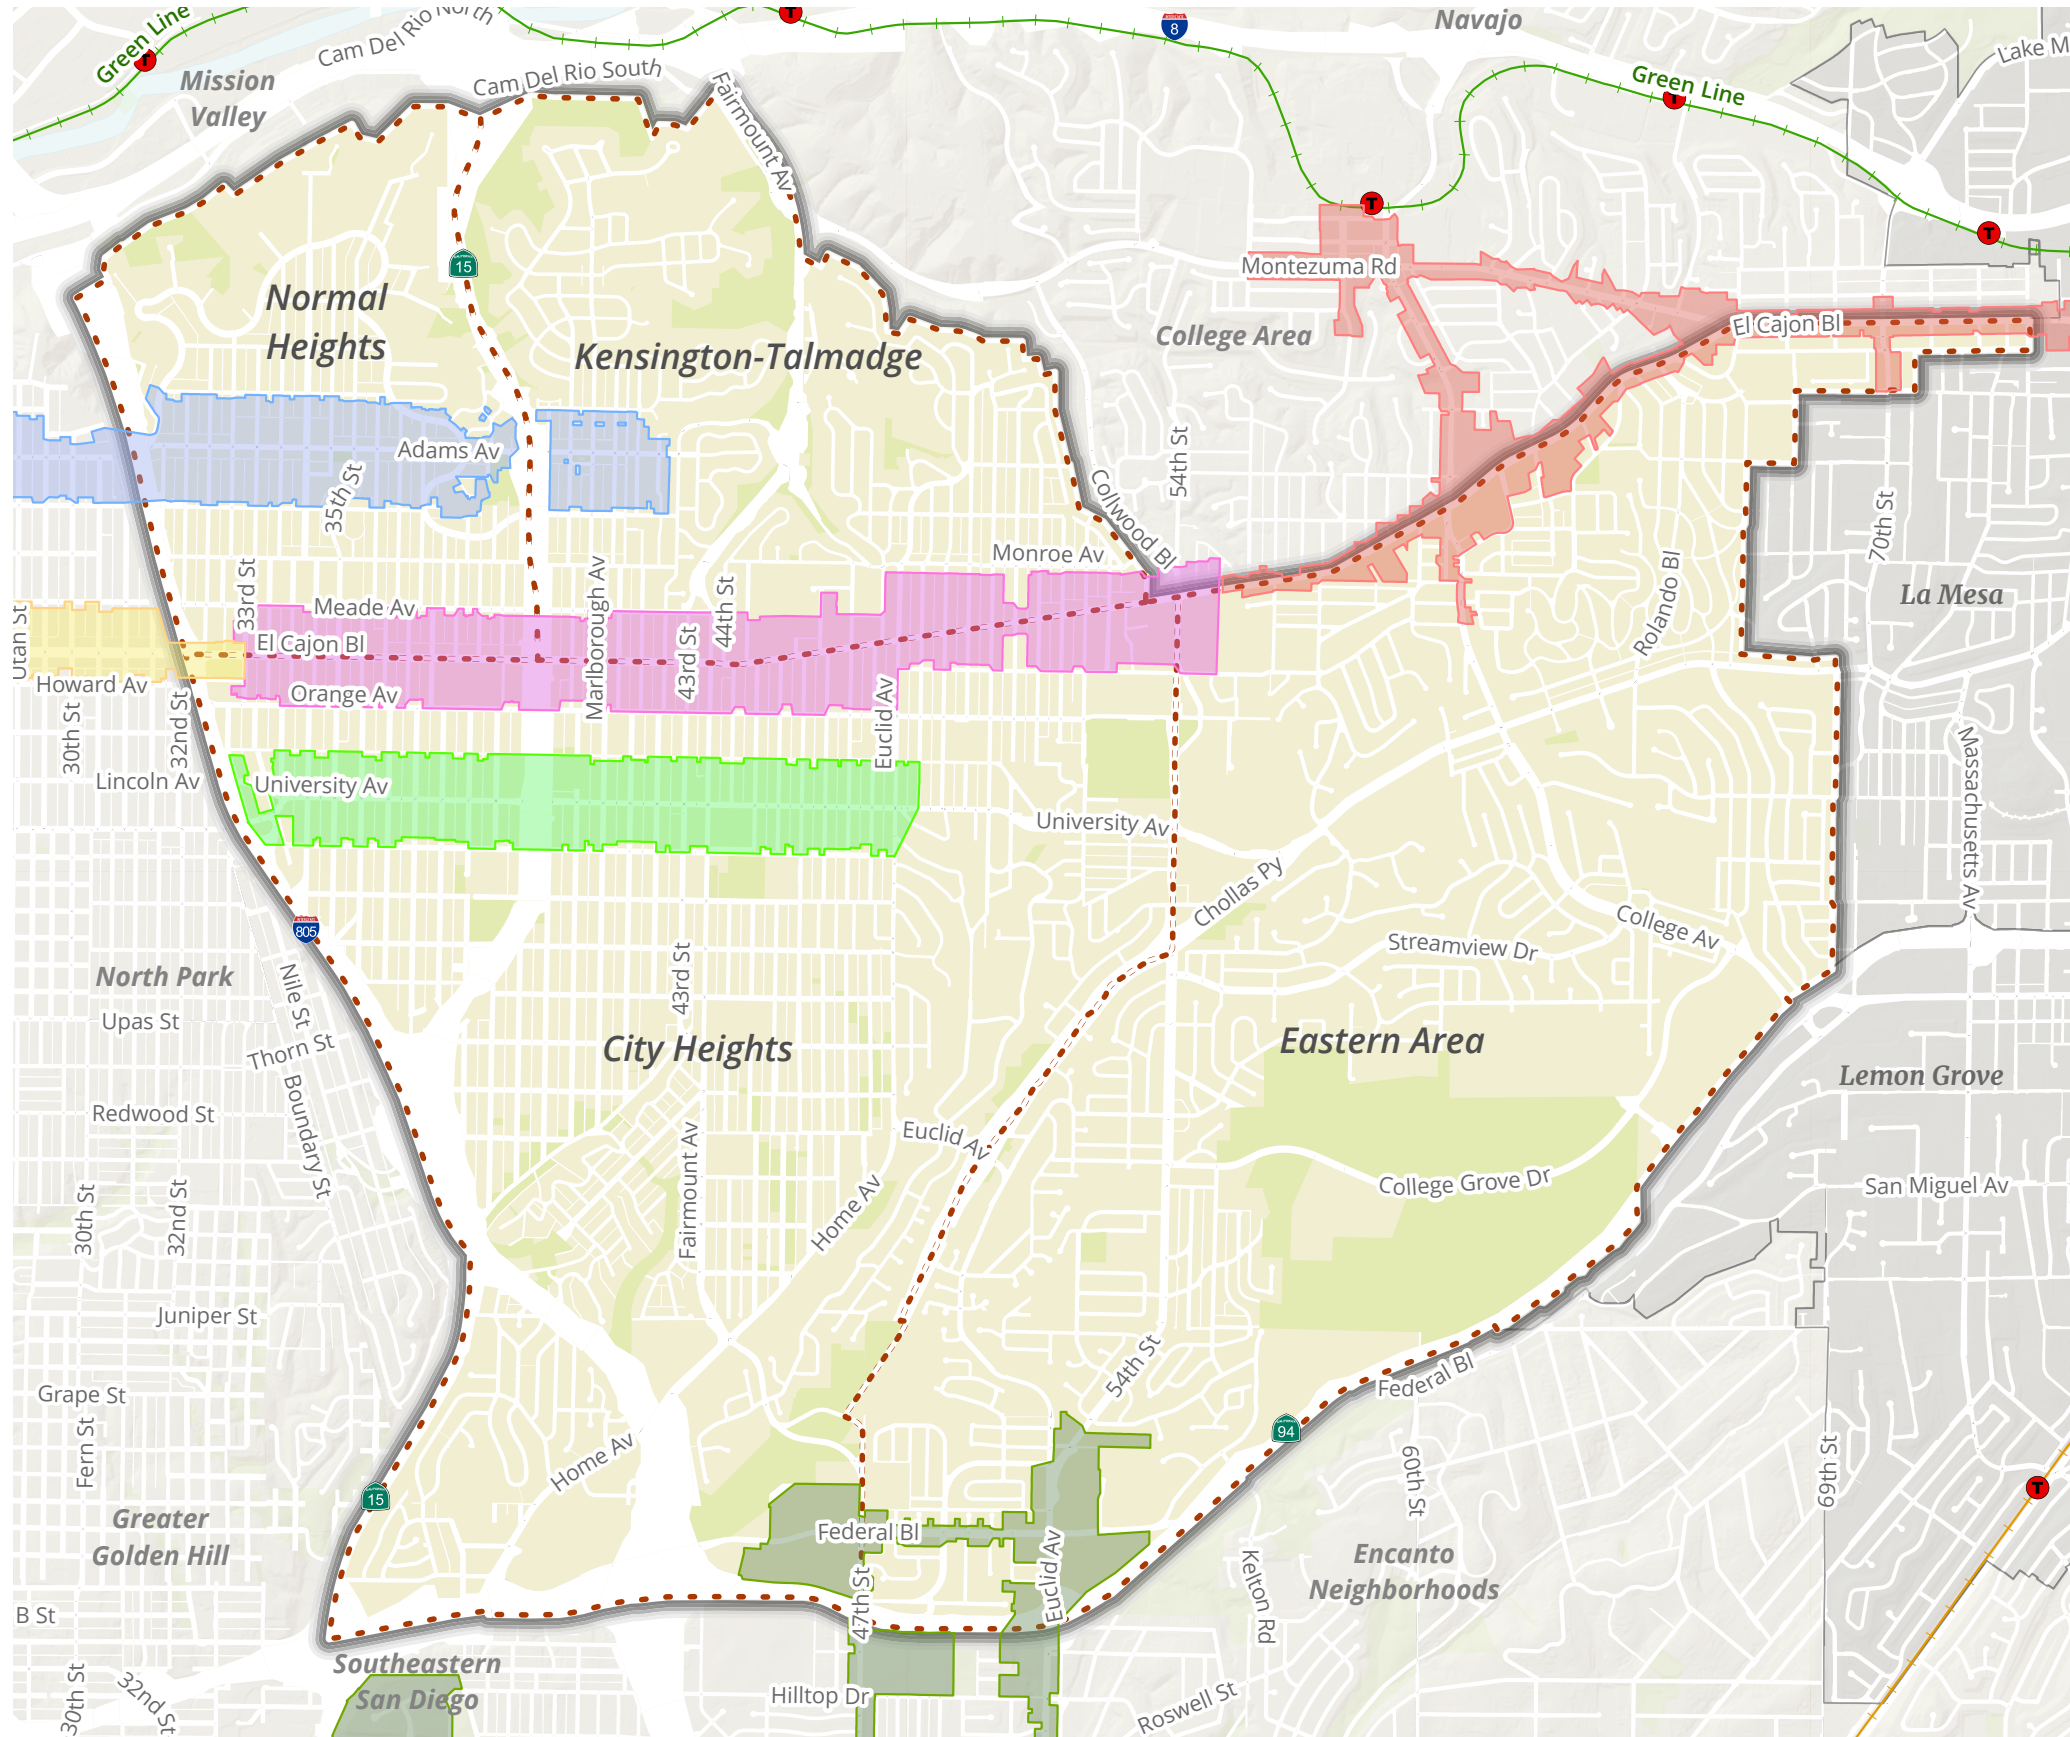 Green Line
Cam Del Rio North
8
Navajo
Lake M
Mission
Valley
Cam Del Rio South
Fairmount Av
Green Line
T
T
T
T
T
15
Normal
Heights
Kensington-Talmadge
Montezuma Rd
College Area
El Cajon Bl
Adams Av
35th St
54th St
Collwood Bl
70th St
Monroe Av
Marlborough Av
44th St
33rd St
Meade Av
Rolando Bl
La Mesa
Utah St
El Cajon Bl
43rd St
Howard Av
Orange Av
30th St
32nd St
Euclid Av
Lincoln Av
University Av
University Av
Massachusetts Av
Chollas Py
College Av
805
Streamview Dr
North Park
Nile St
43rd St
Upas St
Thorn St
City Heights
Eastern Area
Lemon Grove
Boundary St
Redwood St
Euclid Av
Fairmount Av
Home Av
College Grove Dr
San Miguel Av
30th St
32nd St
Juniper St
54th St
Federal Bl
Grape St
Fern St
94
Home Av
60th St
69th St
15
T
Greater
Golden Hill
Federal Bl
Euclid Av
Kelton Rd
Encanto
Neighborhoods
47th St
B St
Southeastern
San Diego
30th St
32nd St
Hilltop Dr
Roswell St